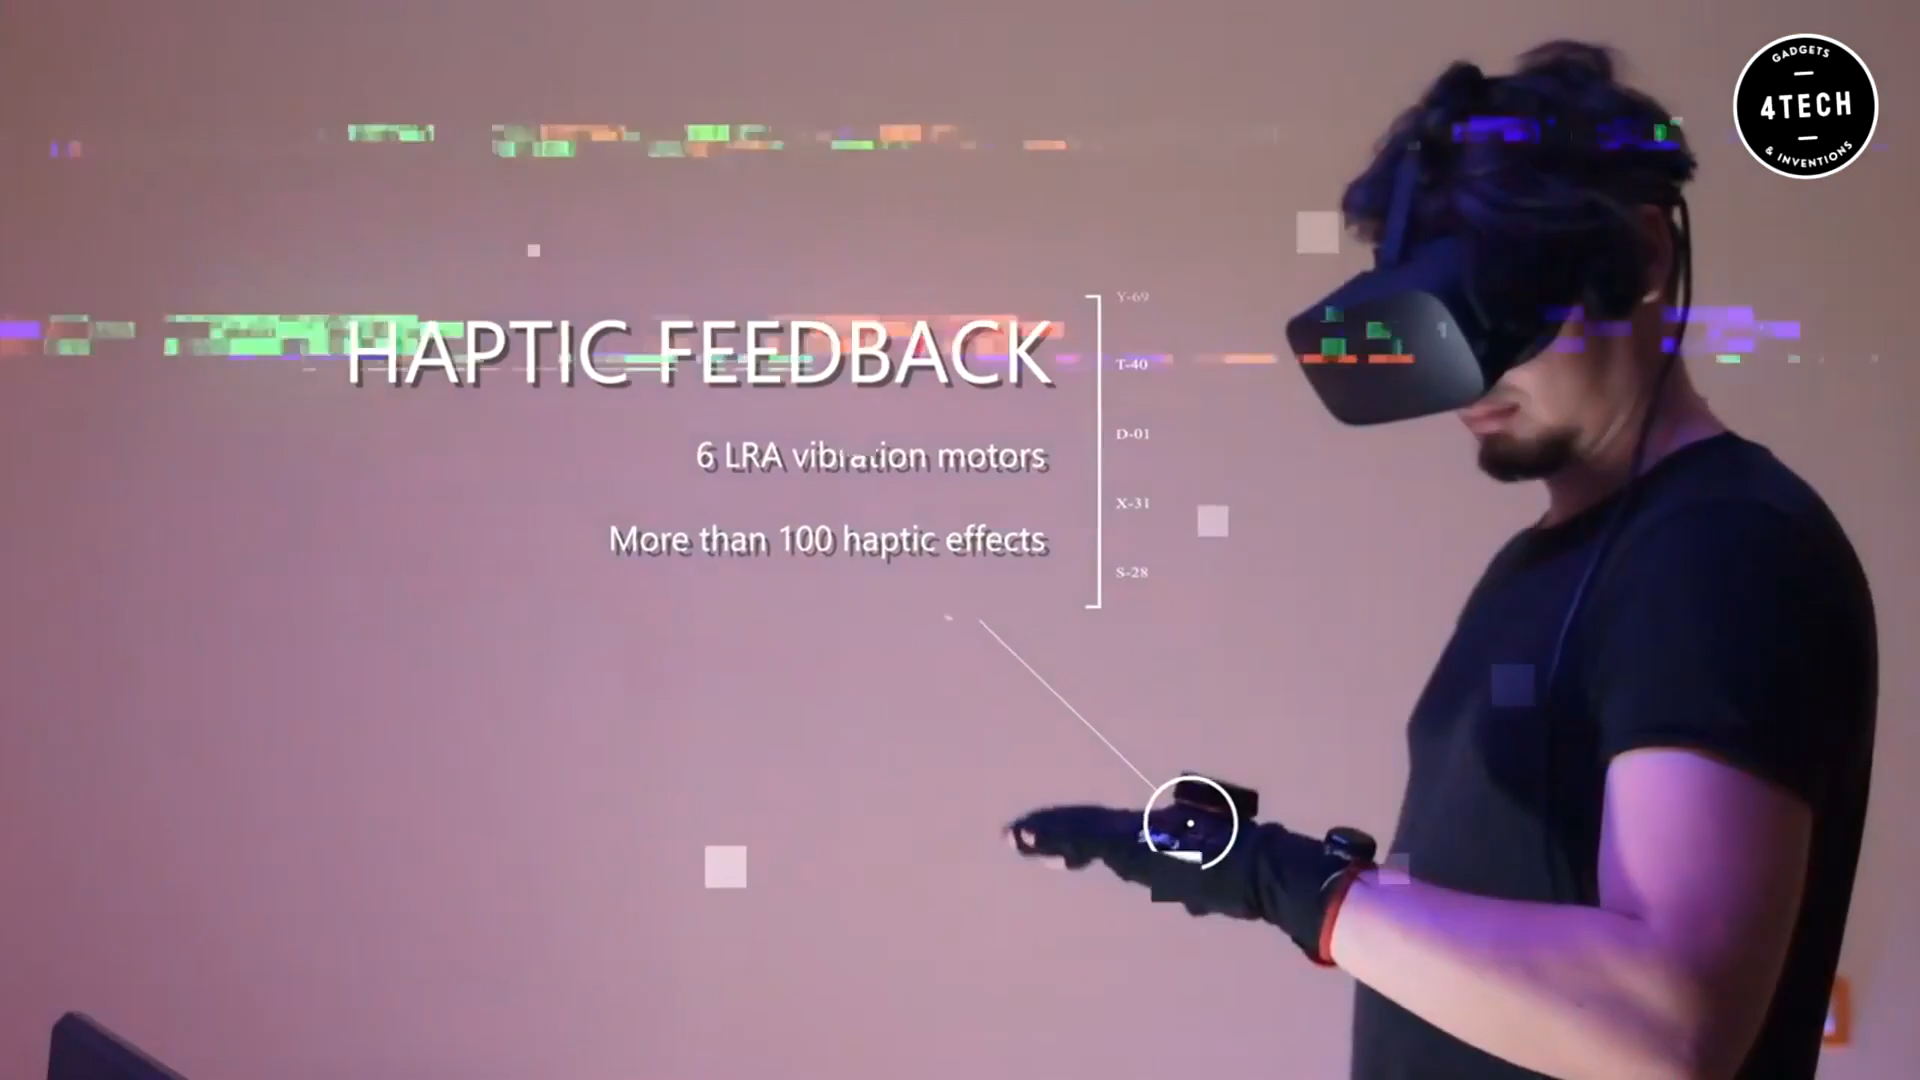 GADGETS
4TECH
& INVENTIONS
HAPTIC FEEDBACK
6 LRA vibration motors
More than 100 haptic effects
Y-69
T-40
D-01
X-31
S-28